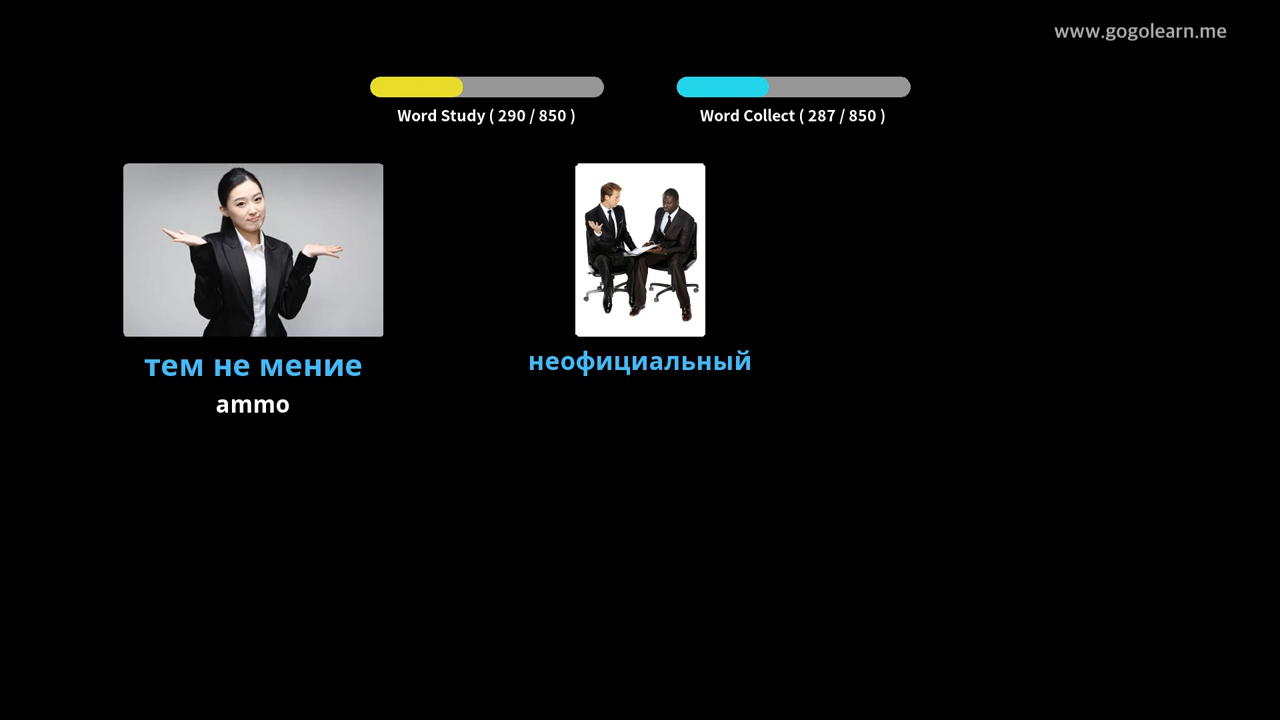 www.gogolearn.me
Word Study ( 290 / 850 )
Word Collect ( 287 / 850 )
тем не мение
ammo
неофициальный